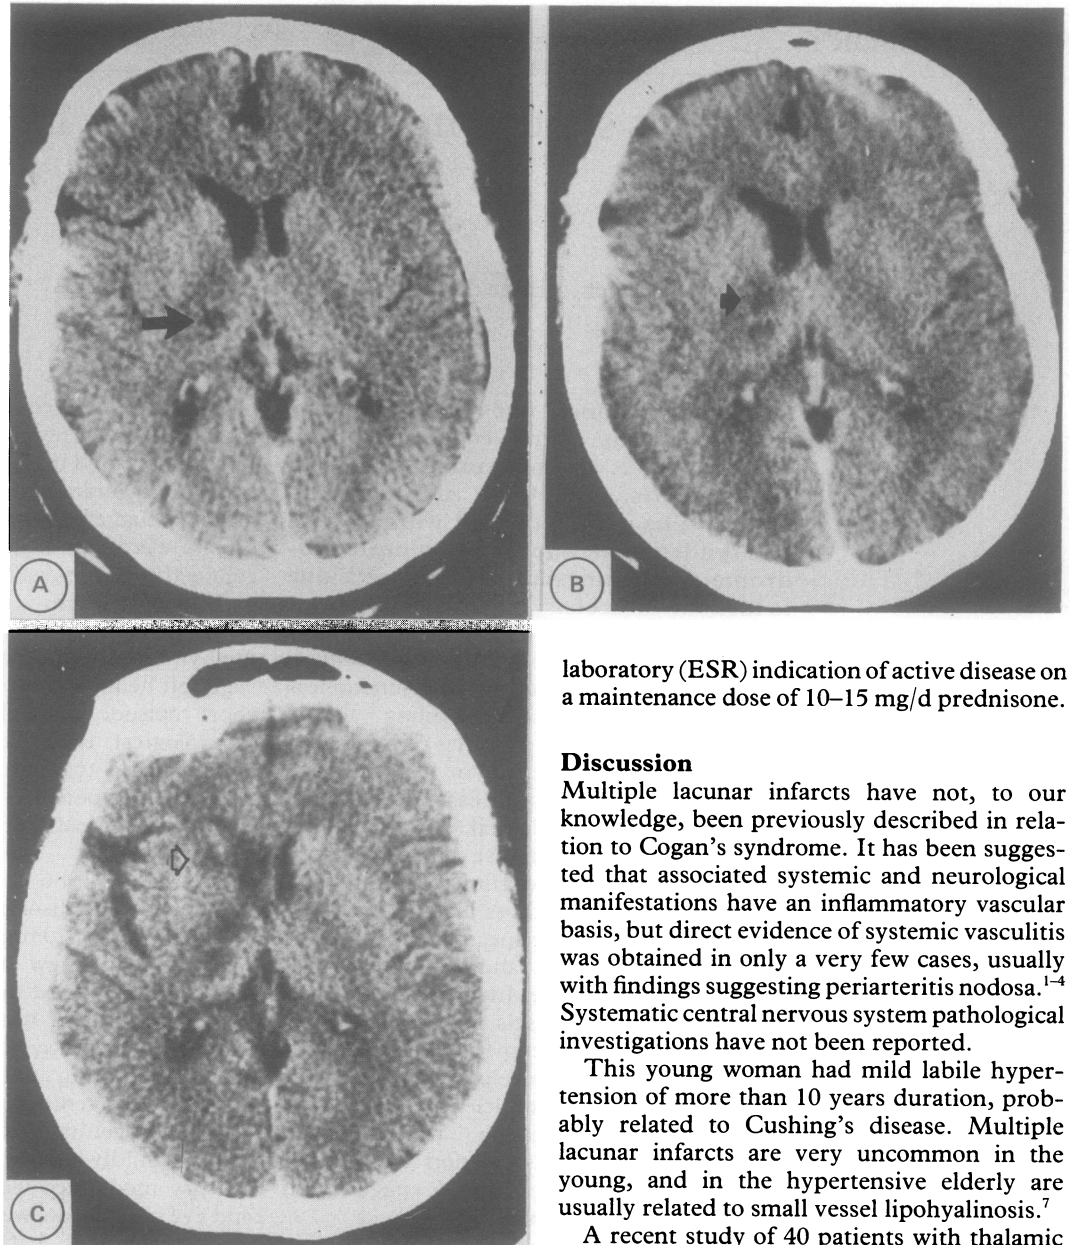 A
B
C
laboratory (ESR) indication of active disease on
a maintenance dose of 10–15 mg/d prednisone.
Discussion
Multiple lacunar infarcts have not, to our
knowledge, been previously described in rela-
tion to Cogan's syndrome. It has been sugges-
ted that associated systemic and neurological
manifestations have an inflammatory vascular
basis, but direct evidence of systemic vasculitis
was obtained in only a very few cases, usually
with findings suggesting periarteritis nodosa.¹⁻⁴
Systematic central nervous system pathological
investigations have not been reported.
This young woman had mild labile hyper-
tension of more than 10 years duration, prob-
ably related to Cushing's disease. Multiple
lacunar infarcts are very uncommon in the
young, and in the hypertensive elderly are
usually related to small vessel lipohyalinosis.⁷
A recent study of 40 patients with thalamic